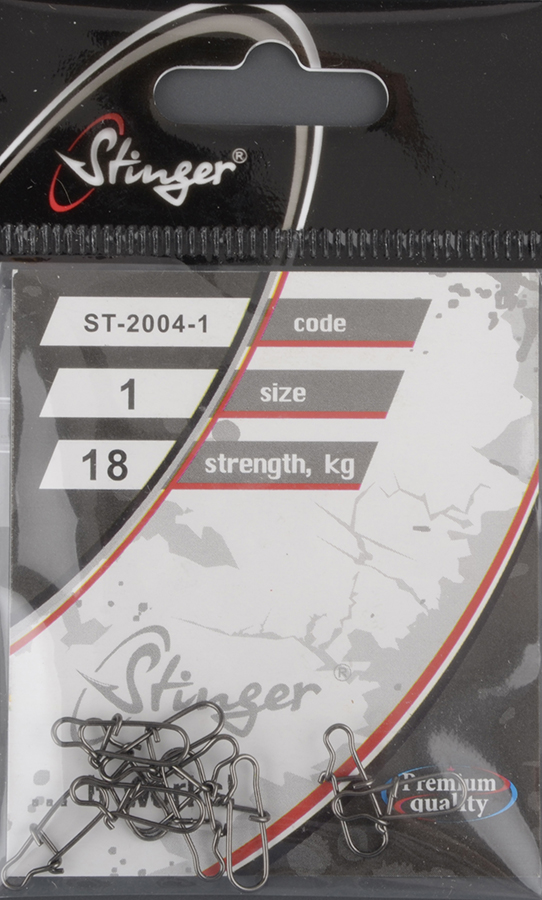 Stinger®
ST-2004-1 code
1 size
18 strength, kg
Stinger®
Premium
quality